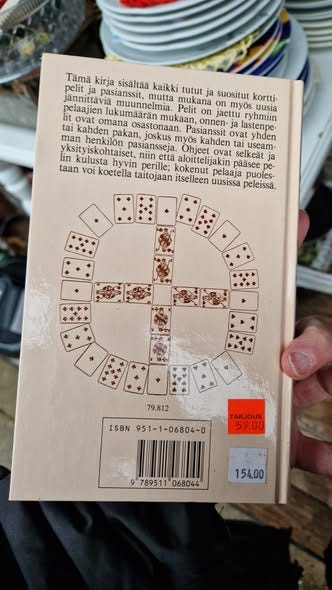 Tämä kirja sisältää kaikki tutut ja suositut kortti-
pelit ja pasianssit, mutta mukana on myös uusia
jännittäviä muunnelmia. Pelit on jaettu ryhmiin
pelaajien lukumäärän mukaan, onnen- ja lastenpe-
lit ovat omana osastonaan. Pasianssit ovat yhden
tai kahden pakan, joskus myös kahden tai useam-
man henkilön pasiansseja. Ohjeet ovat selkeät ja
yksityiskohtaiset, niin että aloittelijakin pääsee pe-
lin kulusta hyvin perille; kokenut pelaaja puoles-
taan voi koetella taitojaan itselleen uusissa peleissä.
79.812
ISBN 951-1-06804-0
9 789511 068044
TARJOUS
59.00
154.00